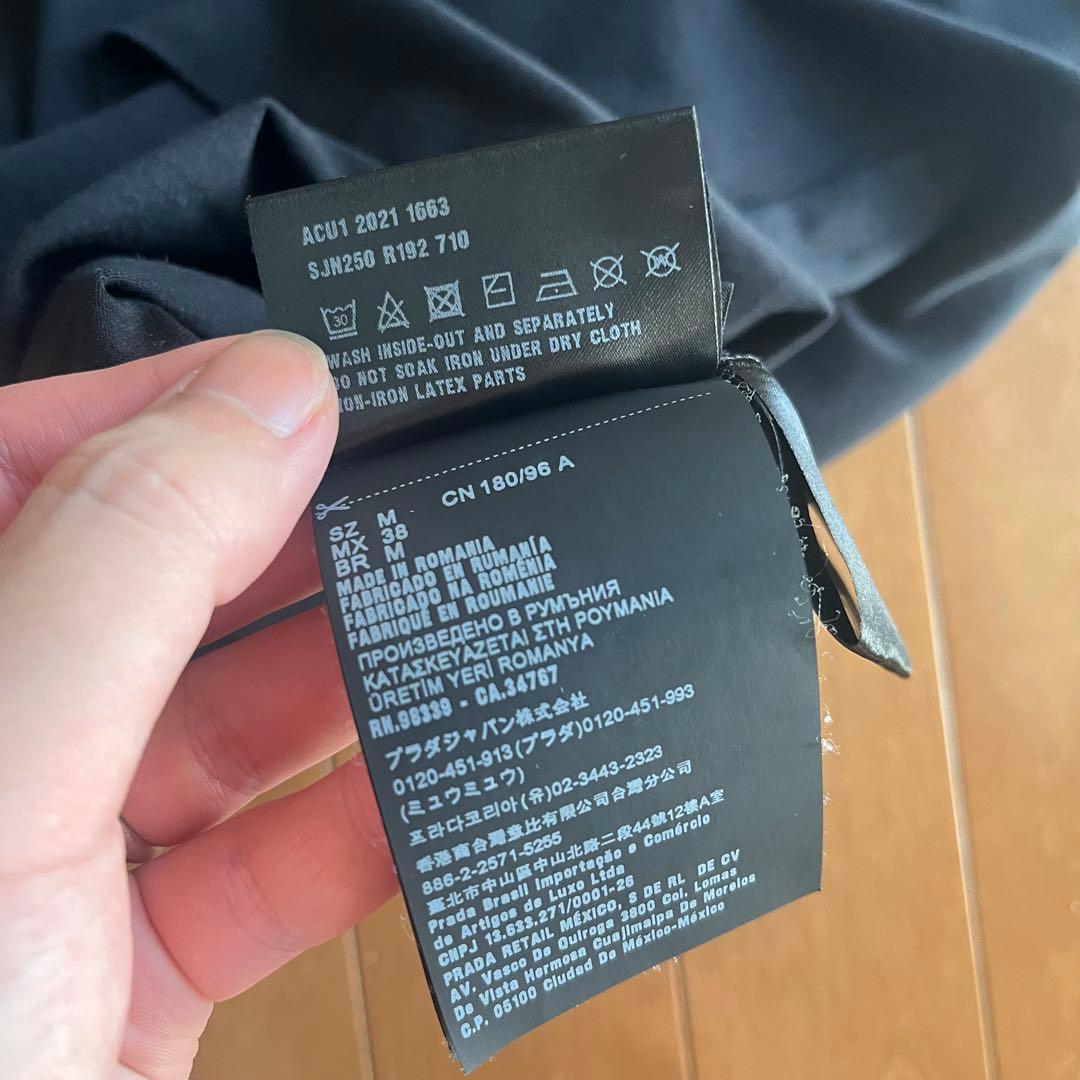 ACU1 2021 1663
SJN250 R192 710
30
WASH INSIDE-OUT AND SEPARATELY
DO NOT SOAK IRON UNDER DRY CLOTH
NON-IRON LATEX PARTS
CN 180/96 A
SZ M
MX 38
BR M
MADE IN ROMANIA
FABRICADO EN RUMANÍA
FABRICADO NA ROMÉNIA
FABRIQUÉ EN ROUMANIE
ПРОИЗВЕДЕНО В РУМЪНИЯ
ΚΑΤΑΣΚΕΥΑΖΕΤΑΙ ΣΤΗ ΡΟΥΜΑΝΙΑ
ÜRETİM YERİ ROMANYA
RN.98339 - CA.34767
プラダジャパン株式会社
0120-451-913(プラダ)0120-451-993
(ミュウミュウ)
프라다코리아(유)02-3443-2323
香港商台灣普比有限公司台灣分公司
886-2-2571-5255
臺北市中山區中山北路二段44號12樓A室
Prada Brasil Importação e Comércio
de Artigos de Luxo Ltda
CNPJ 13.633.271/0001-26
PRADA RETAIL MÉXICO, S DE RL DE CV
AV. Vasco De Quiroga 3800 Col. Lomas
De Vista Hermosa Cuajimalpa De Morelos
C.P. 05100 Ciudad De México-México